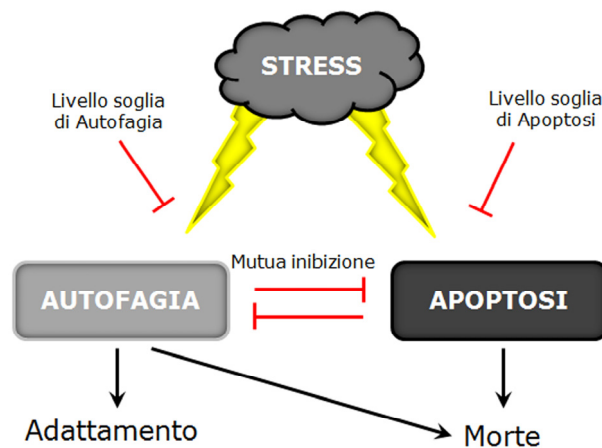 STRESS
Livello soglia
di Autofagia
Livello soglia
di Apoptosi
Mutua inibizione
AUTOFAGIA
APOPTOSI
Adattamento
Morte